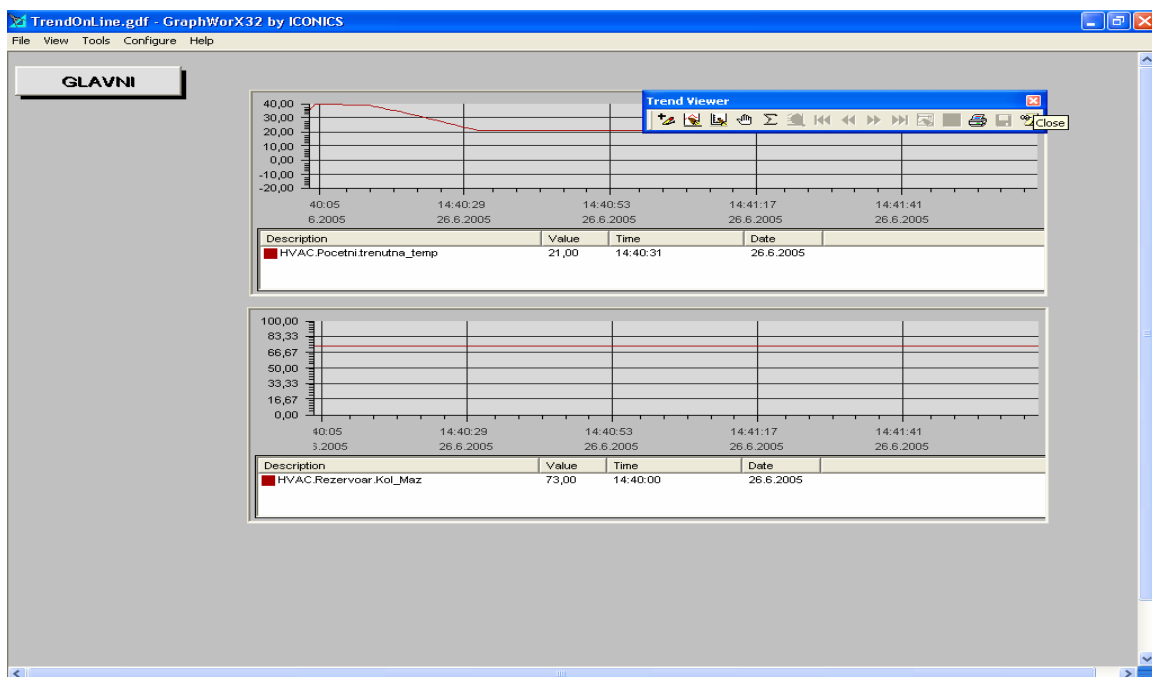 TrendOnLine.gdf - GraphWorX32 by ICONICS
File View Tools Configure Help
GLAVNI
Trend Viewer
Close
40,00
30,00
20,00
10,00
0,00
-10,00
-20,00
40:05 14:40:29 14:40:53 14:41:17 14:41:41
6.2005 26.6.2005 26.6.2005 26.6.2005 26.6.2005
Description Value Time Date
HVAC.Pocetni.trenutna_temp 21,00 14:40:31 26.6.2005
100,00
83,33
66,67
50,00
33,33
16,67
0,00
40:05 14:40:29 14:40:53 14:41:17 14:41:41
.2005 26.6.2005 26.6.2005 26.6.2005 26.6.2005
Description Value Time Date
HVAC.Rezervoar.Kol_Maz 73,00 14:40:00 26.6.2005